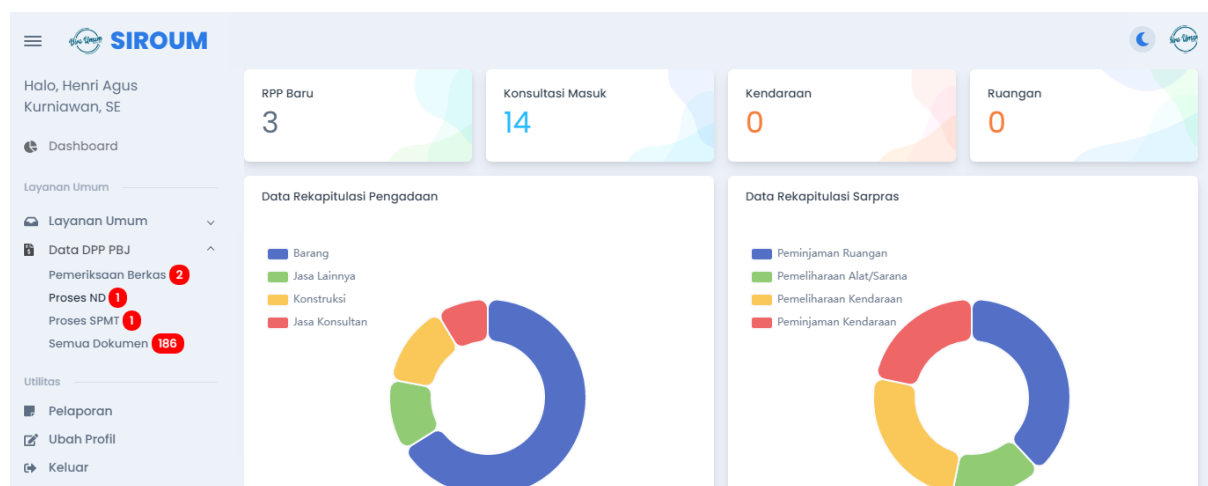 SIROUM
Halo, Henri Agus
Kurniawan, SE
Dashboard
Layanan Umum
Layanan Umum
Data DPP PBJ
Pemeriksaan Berkas 2
Proses ND 1
Proses SPMT 1
Semua Dokumen 186
Utilitas
Pelaporan
Ubah Profil
Keluar
RPP Baru
3
Konsultasi Masuk
14
Kendaraan
0
Ruangan
0
Data Rekapitulasi Pengadaan
Barang
Jasa Lainnya
Konstruksi
Jasa Konsultan
Data Rekapitulasi Sarpras
Peminjaman Ruangan
Pemeliharaan Alat/Sarana
Pemeliharaan Kendaraan
Peminjaman Kendaraan